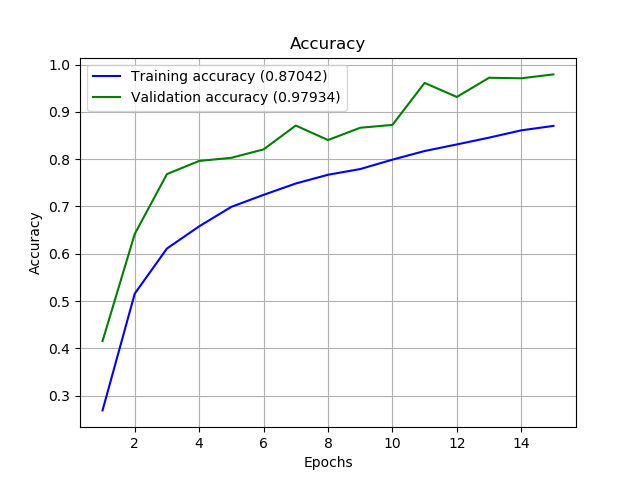 Accuracy
Training accuracy (0.87042)
Validation accuracy (0.97934)
1.0
0.9
0.8
0.7
0.6
0.5
0.4
0.3
Accuracy
2 4 6 8 10 12 14
Epochs